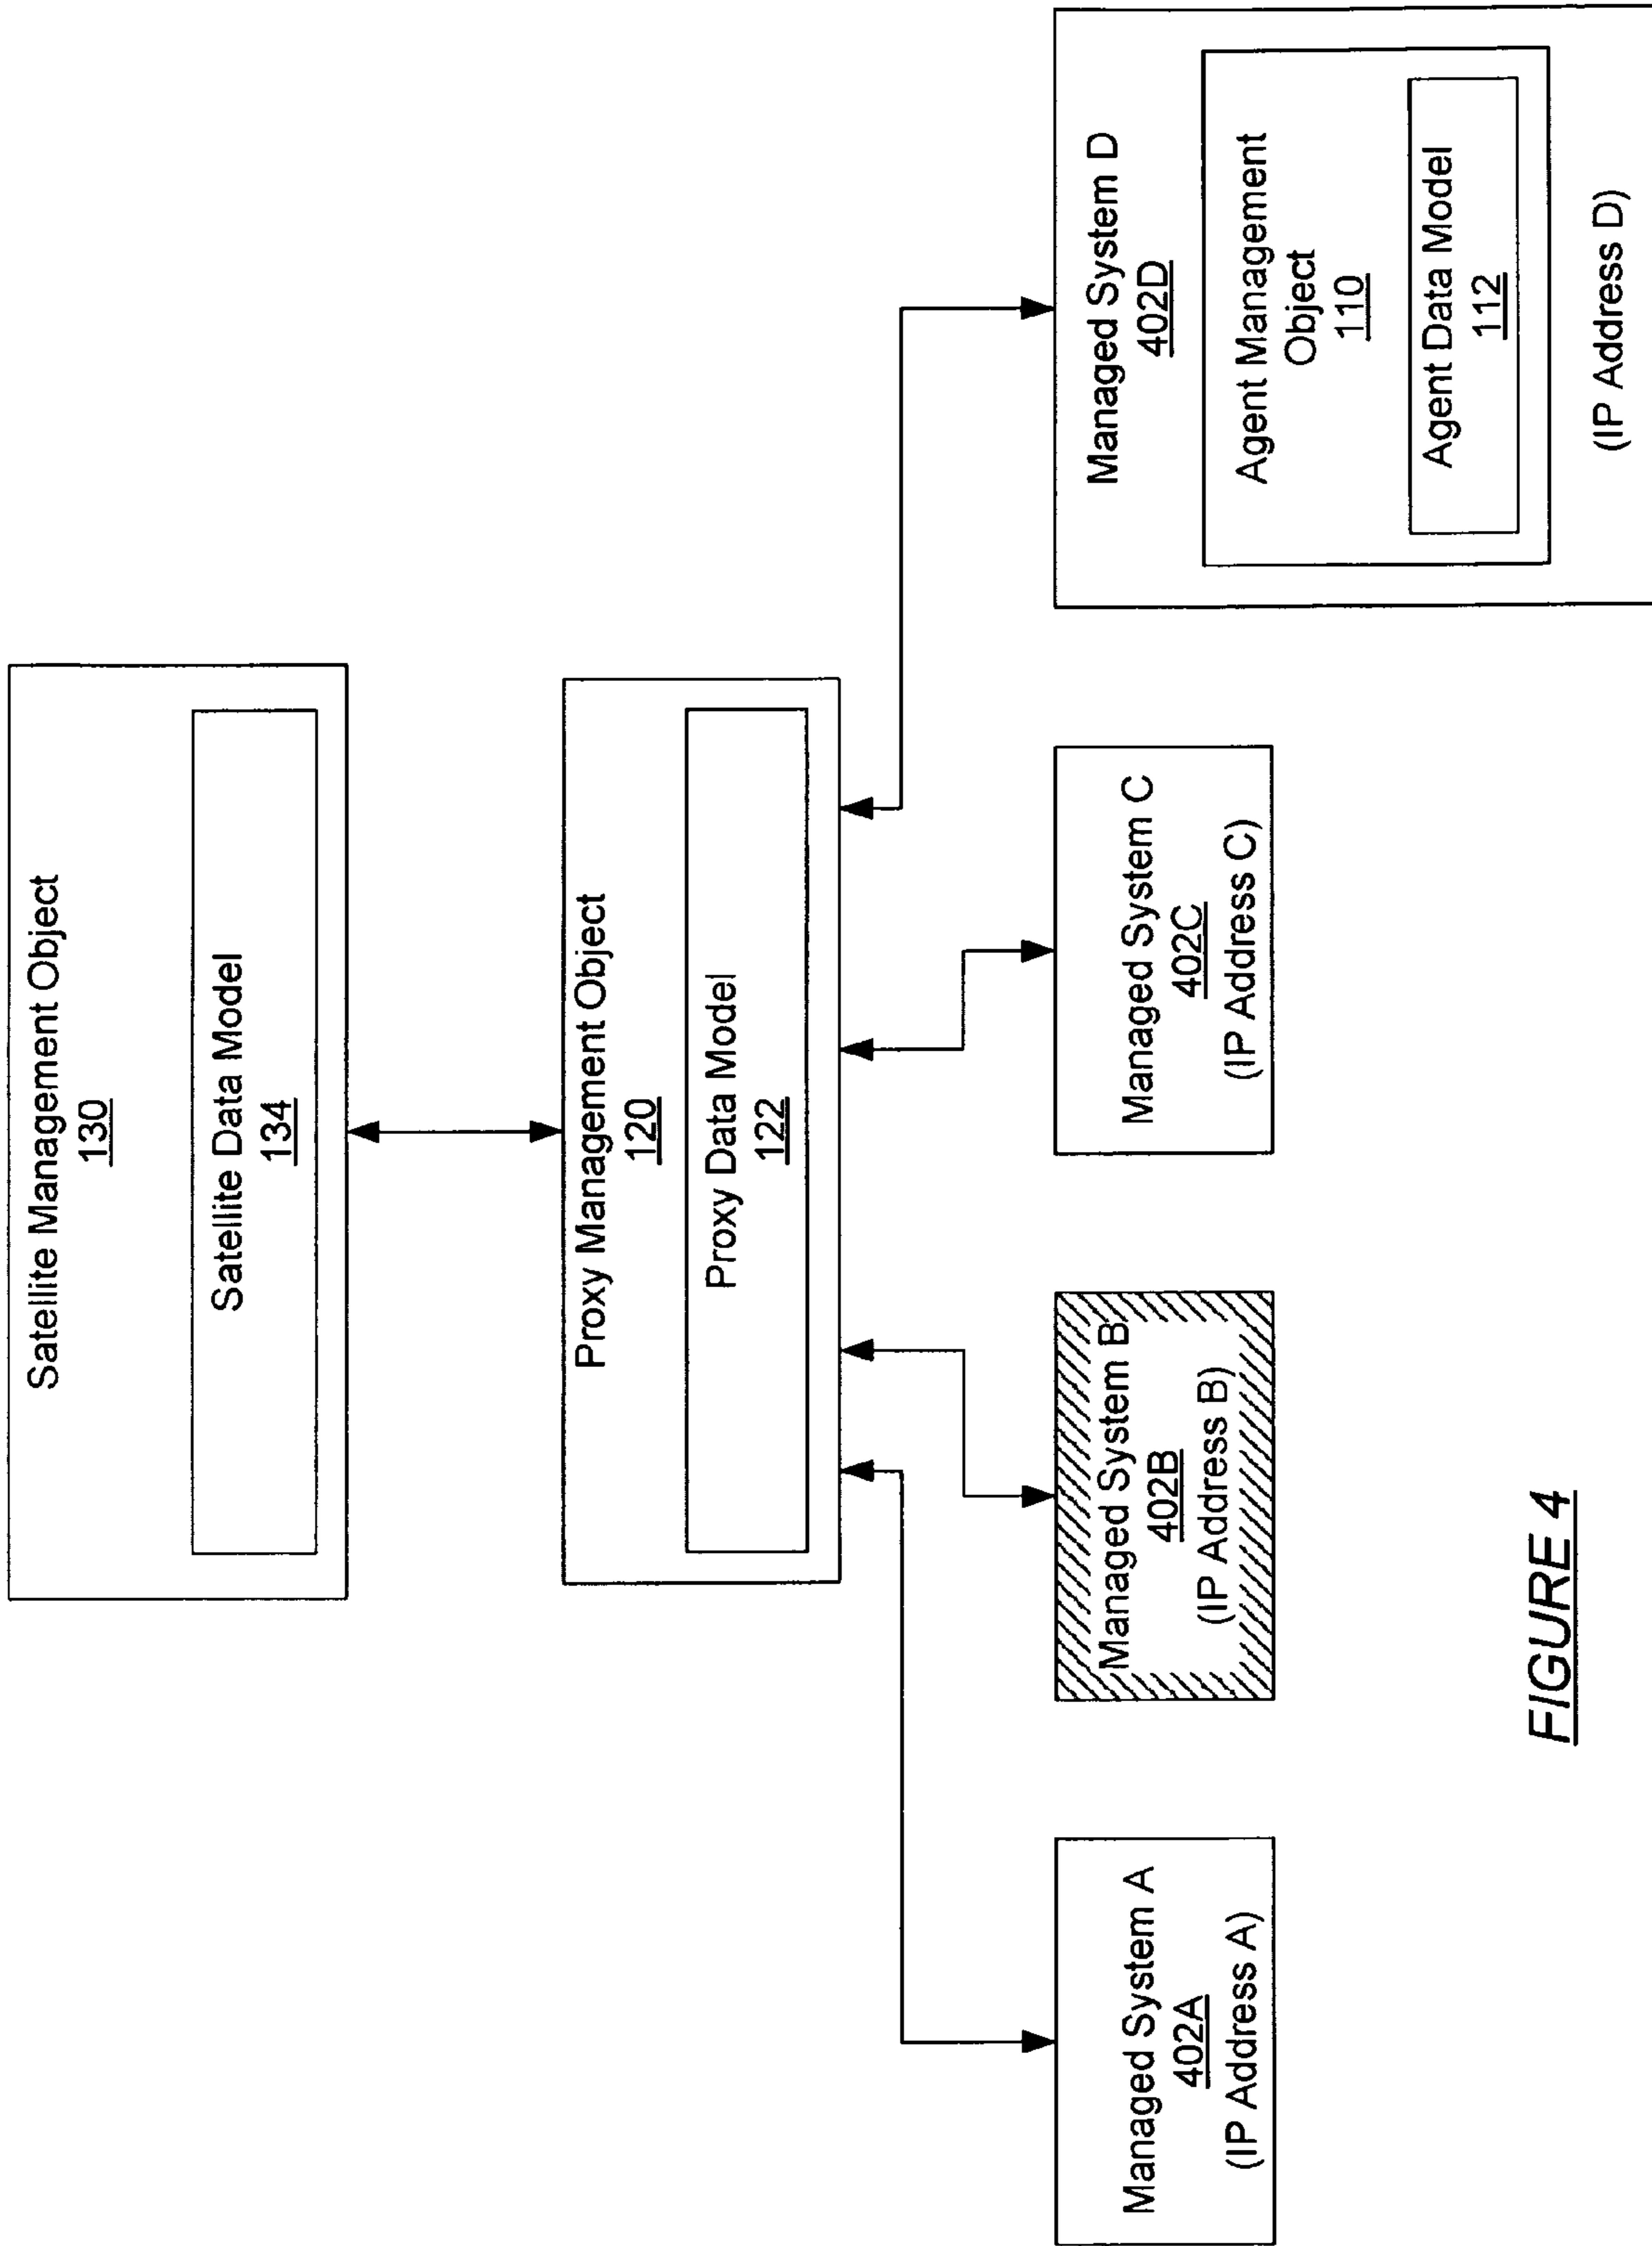 Satellite Management Object
130
Satellite Data Model
134
Proxy Management Object
120
Proxy Data Model
122
Managed System A
402A
(IP Address A)
Managed System B
402B
(IP Address B)
Managed System C
402C
(IP Address C)
Managed System D
402D
Agent Management
Object
110
Agent Data Model
112
(IP Address D)
FIGURE 4